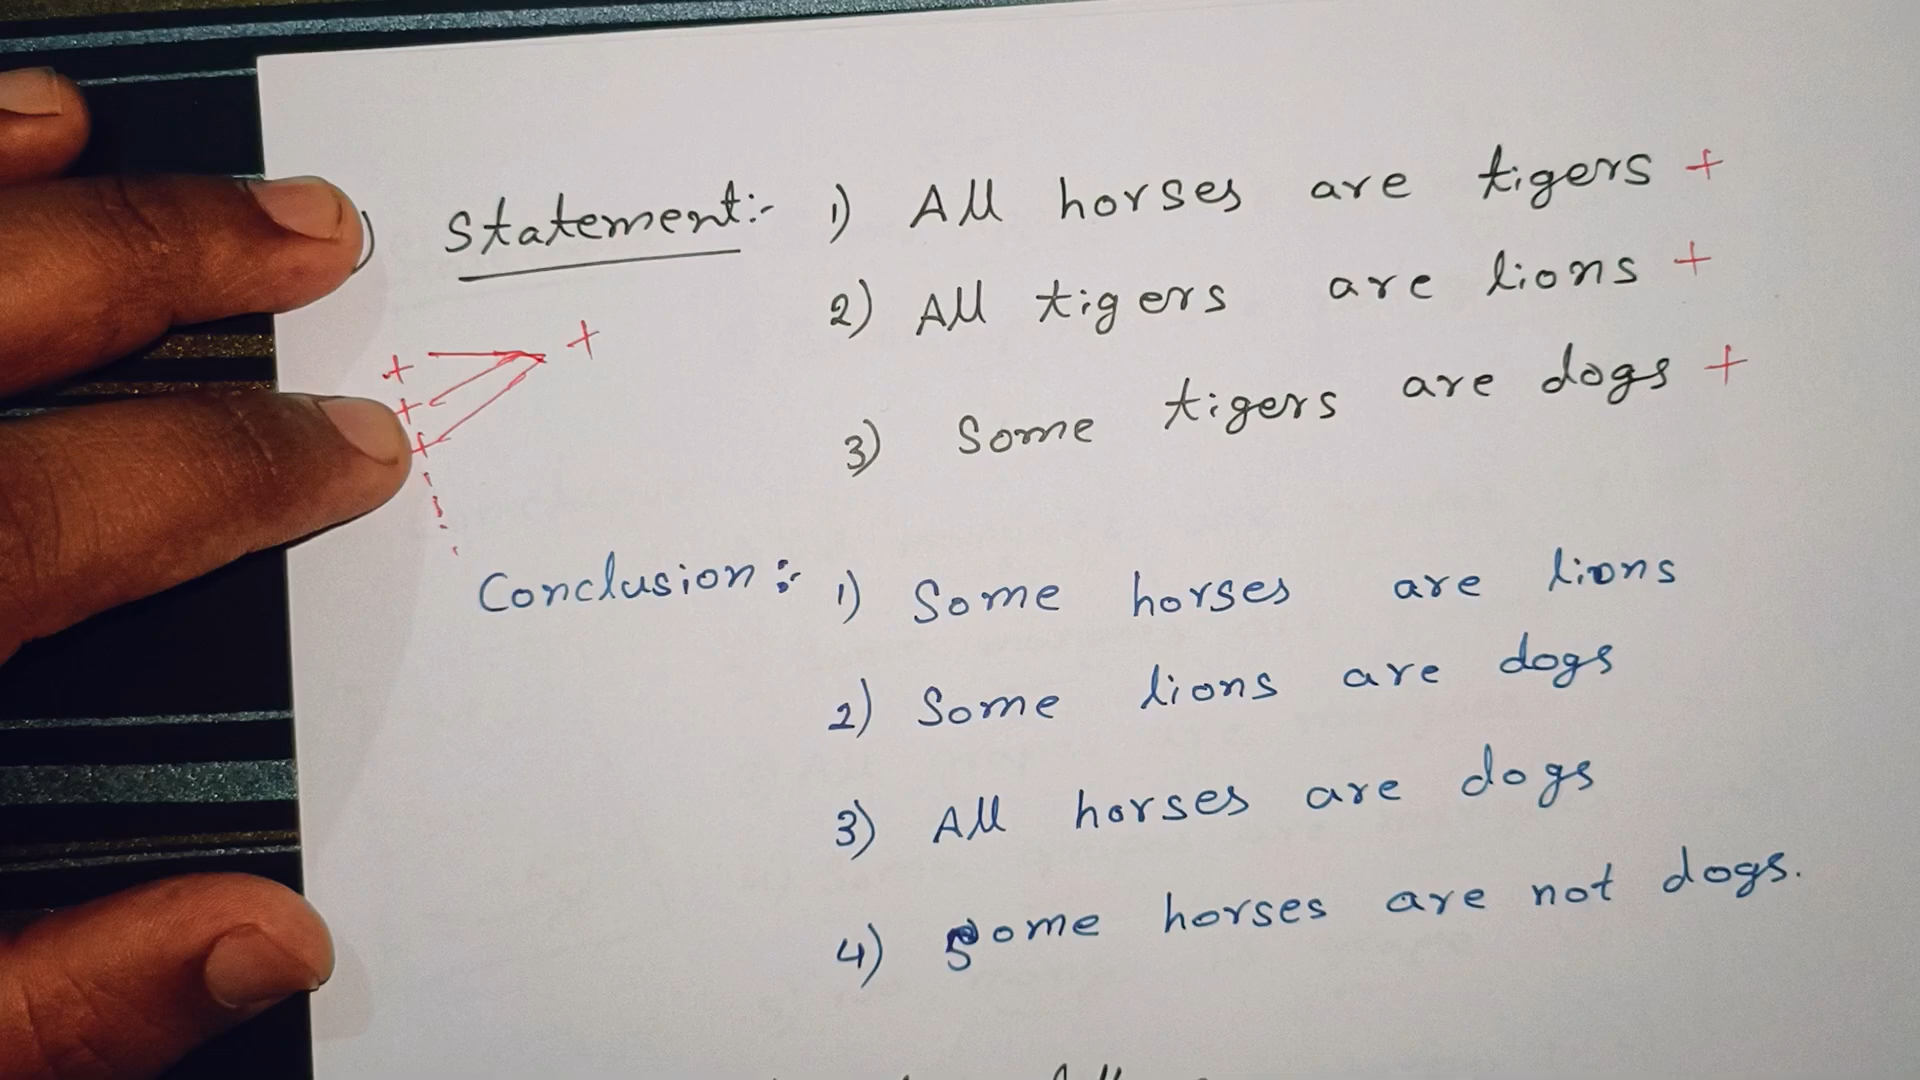 ) Statement:- 1) All horses are tigers +
2) All tigers are lions +
3) Some tigers are dogs +
+ +
+
+
Conclusion:- 1) Some horses are lions
2) Some lions are dogs
3) All horses are dogs
4) Some horses are not dogs.